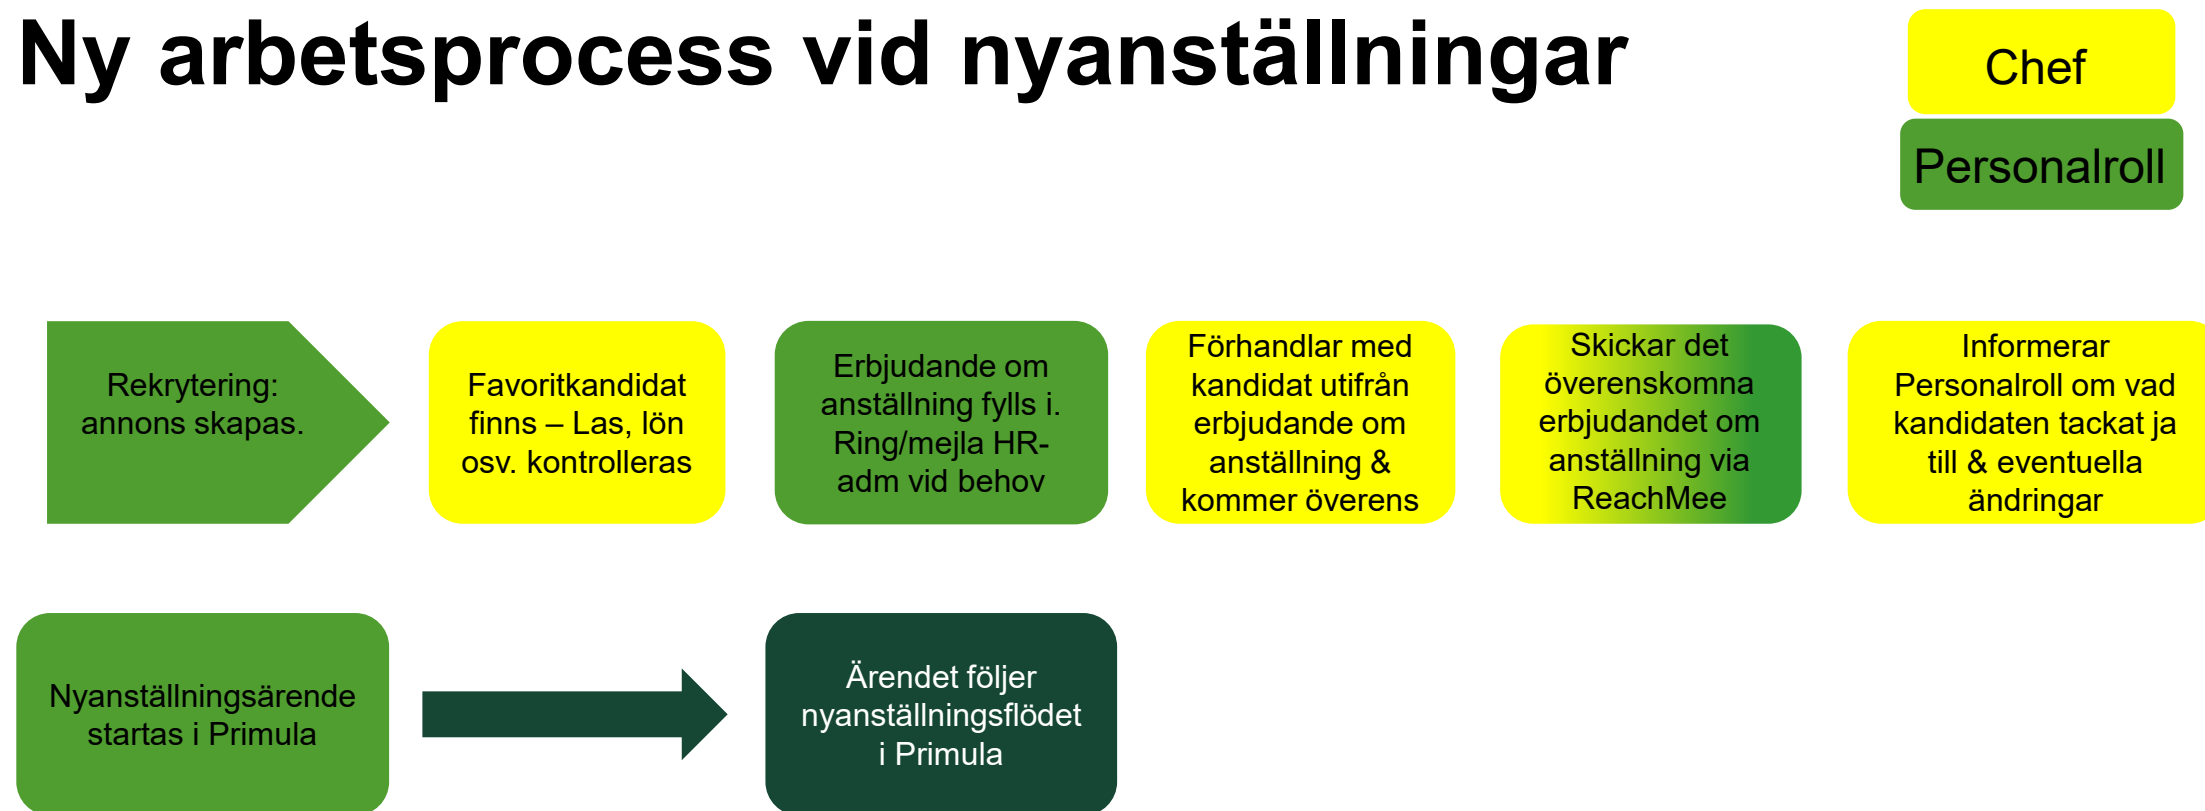 Ny arbetsprocess vid nyanställningar
Chef
Personalroll
Rekrytering:
annons skapas.
Favoritkandidat
finns – Las, lön
osv. kontrolleras
Erbjudande om
anställning fylls i.
Ring/mejla HR-
adm vid behov
Förhandlar med
kandidat utifrån
erbjudande om
anställning &
kommer överens
Skickar det
överenskomna
erbjudandet om
anställning via
ReachMee
Informerar
Personalroll om vad
kandidaten tackat ja
till & eventuella
ändringar
Nyanställningsärende
startas i Primula
Ärendet följer
nyanställningsflödet
i Primula